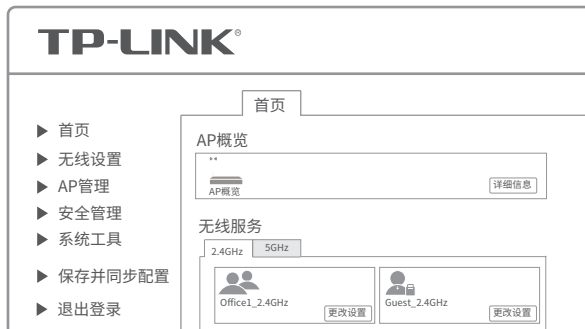 TP-LINK®
首页
▶ 首页
▶ 无线设置
▶ AP管理
▶ 安全管理
▶ 系统工具
▶ 保存并同步配置
▶ 退出登录
AP概览
AP概览
详细信息
无线服务
2.4GHz 5GHz
Office1_2.4GHz
更改设置
Guest_2.4GHz
更改设置